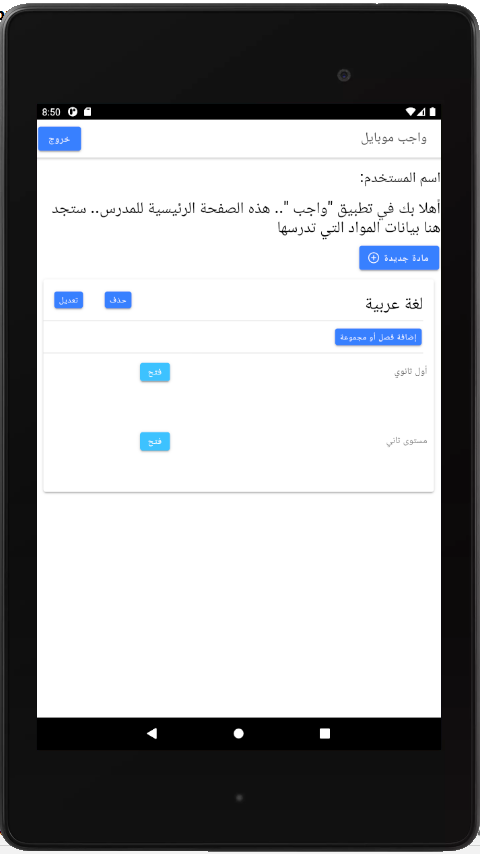 8:50
واجب موبايل
خروج
اسم المستخدم:
أهلا بك في تطبيق "واجب ".. هذه الصفحة الرئيسية للمدرس.. ستجد
هنا بيانات المواد التي تدرسها
مادة جديدة
لغة عربية
حذف
تعديل
إضافة فصل أو مجموعة
أول ثانوي
فتح
مستوى ثاني
فتح